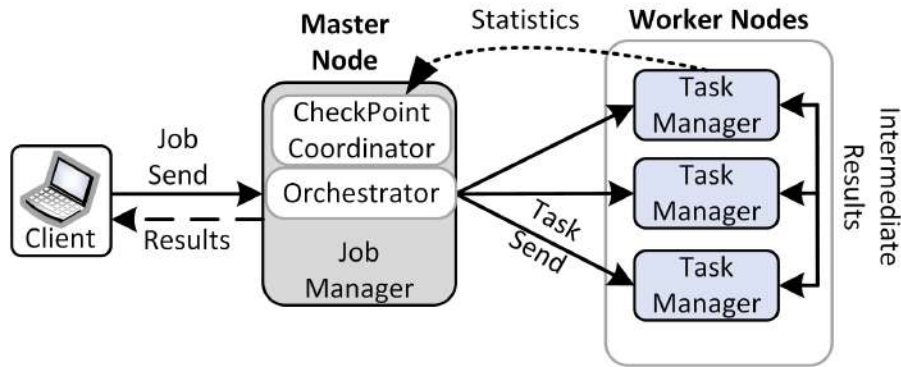 Statistics
Worker Nodes
Master
Node
CheckPoint
Coordinator
Orchestrator
Job
Manager
Job
Send
Results
Client
Task
Send
Task
Manager
Task
Manager
Task
Manager
Intermediate
Results